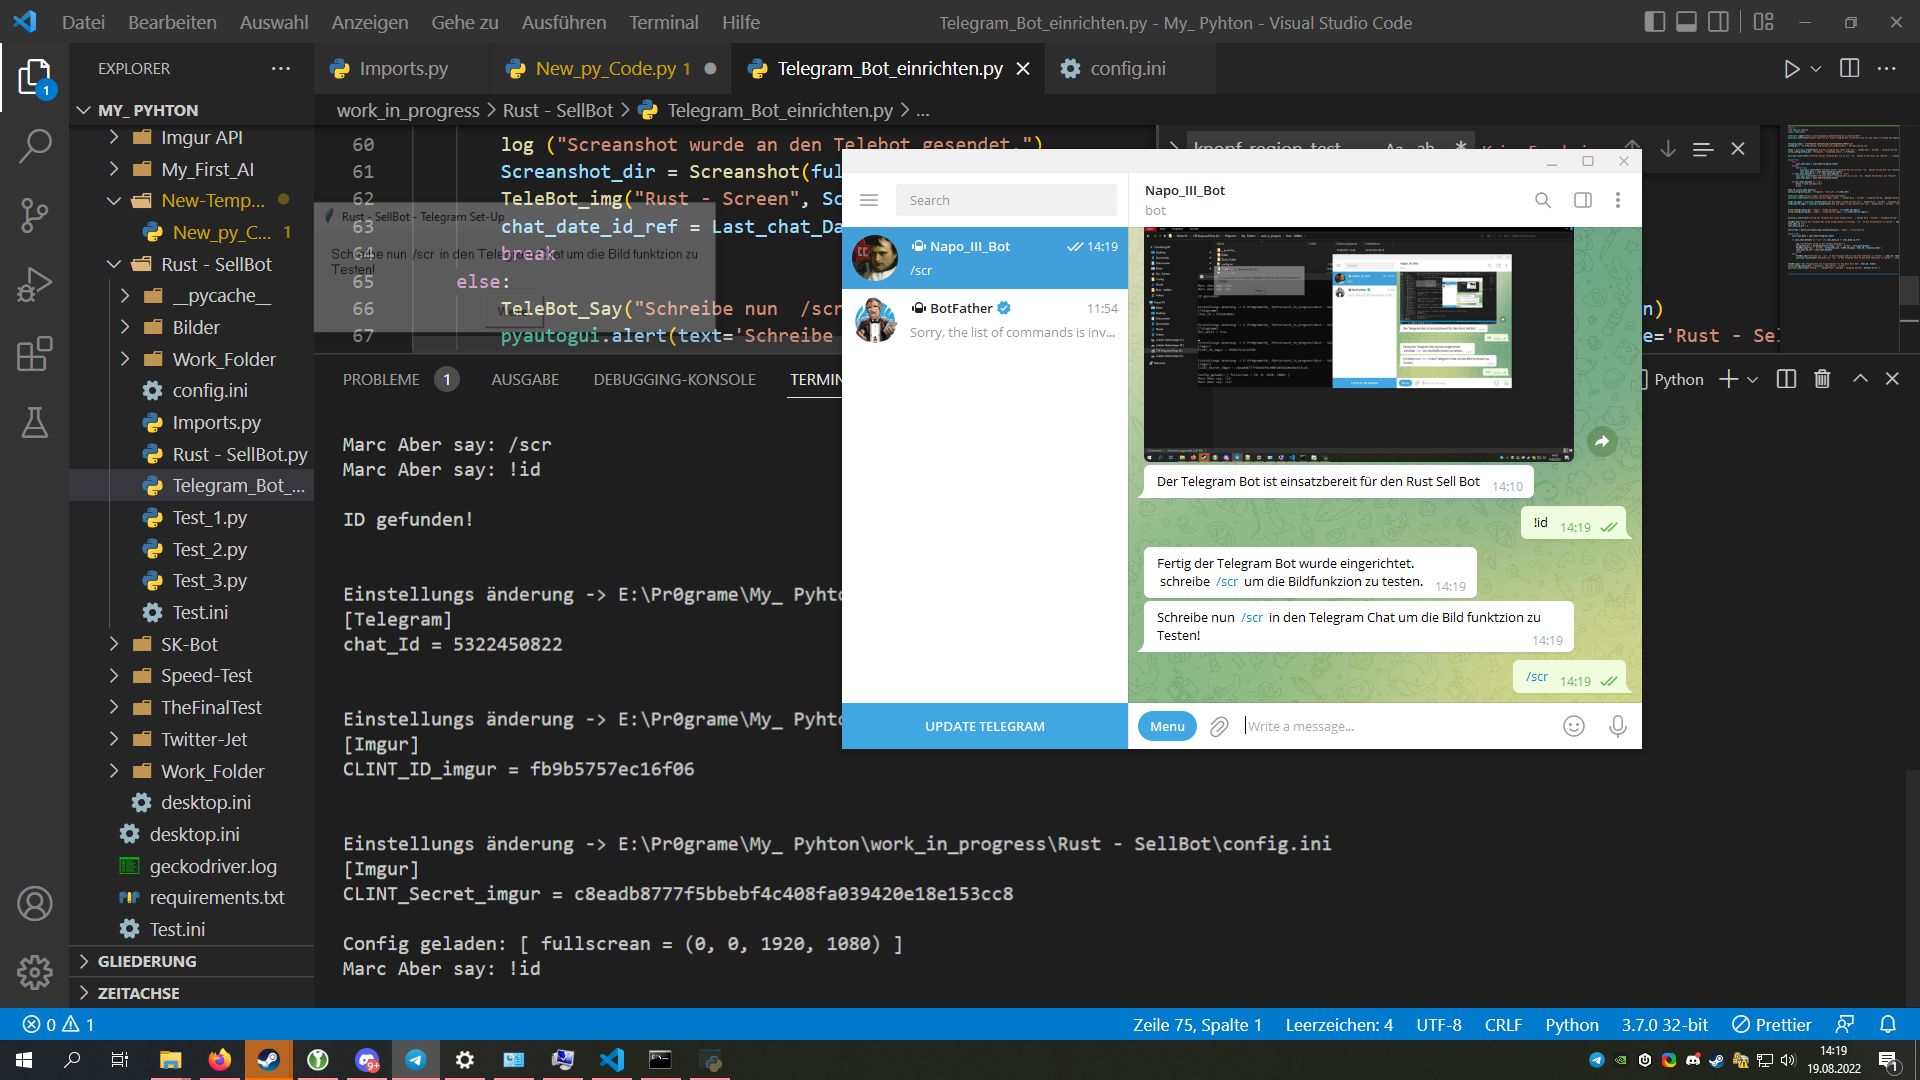 Datei Bearbeiten Auswahl Anzeigen Gehe zu Ausführen Terminal Hilfe
Telegram_Bot_einrichten.py - My_ Pyhton - Visual Studio Code
EXPLORER
Imports.py
New_py_Code.py 1
Telegram_Bot_einrichten.py
config.ini
MY_ PYHTON
work_in_progress > Rust - SellBot > Telegram_Bot_einrichten.py > ...
Imgur API
My_First_AI
New-Temp...
New_py_C... 1
Rust - SellBot
__pycache__
Bilder
Work_Folder
config.ini
Imports.py
Rust - SellBot.py
Telegram_Bot_...
Test_1.py
Test_2.py
Test_3.py
Test.ini
SK-Bot
Speed-Test
TheFinalTest
Twitter-Jet
Work_Folder
desktop.ini
desktop.ini
geckodriver.log
requirements.txt
Test.ini
GLIEDERUNG
ZEITACHSE
1
60 log ("Screanshot wurde an den Telebot gesendet.")
61 Screanshot_dir = Screanshot(ful
62 TeleBot_img("Rust - Screen", Sc
63 chat_date_id_ref = Last_chat_Da
64 break
65 else:
66 TeleBot_Say("Schreibe nun /scr
67 pyautogui.alert(text='Schreibe
n)
e='Rust - Se
Rust - SellBot - Telegram Set-Up
Schreibe nun /scr in den Telegram Chat um die Bild funktzion zu
Testen!
knopf_region_test
Aa ab *
PROBLEME 1 AUSGABE DEBUGGING-KONSOLE TERMIN
Python
Marc Aber say: /scr
Marc Aber say: !id
ID gefunden!
Einstellungs änderung -> E:\Pr0grame\My_ Pyhto
[Telegram]
chat_Id = 5322450822
Einstellungs änderung -> E:\Pr0grame\My_ Pyhto
[Imgur]
CLINT_ID_imgur = fb9b5757ec16f06
Einstellungs änderung -> E:\Pr0grame\My_ Pyhton\work_in_progress\Rust - SellBot\config.ini
[Imgur]
CLINT_Secret_imgur = c8eadb8777f5bbebf4c408fa039420e18e153cc8
Config geladen: [ fullscrean = (0, 0, 1920, 1080) ]
Marc Aber say: !id
Search
Napo_III_Bot 14:19
/scr
BotFather 11:54
Sorry, the list of commands is inv...
UPDATE TELEGRAM
Napo_III_Bot
bot
Der Telegram Bot ist einsatzbereit für den Rust Sell Bot 14:10
!id 14:19
Fertig der Telegram Bot wurde eingerichtet.
schreibe /scr um die Bildfunkzion zu testen. 14:19
Schreibe nun /scr in den Telegram Chat um die Bild funktzion zu
Testen! 14:19
/scr 14:19
Menu Write a message...
0 1
Zeile 75, Spalte 1 Leerzeichen: 4 UTF-8 CRLF Python 3.7.0 32-bit Prettier
9+
14:19
19.08.2022
1